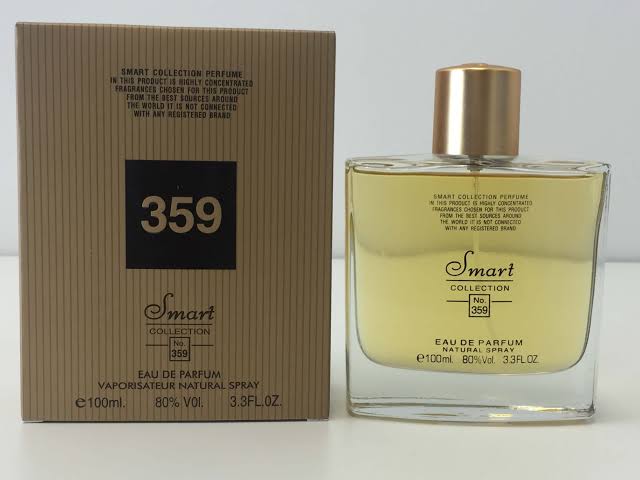 SMART COLLECTION PERFUME
IN THIS PRODUCT IS HIGHLY CONCENTRATED
FRAGRANCES CHOSEN FOR THIS PRODUCT
FROM THE BEST SOURCES AROUND
THE WORLD IT IS NOT CONNECTED
WITH ANY REGISTERED BRAND
359
Smart
COLLECTION
No.
359
EAU DE PARFUM
VAPORISATEUR NATURAL SPRAY
e100ml. 80% Vol. 3.3FL.OZ.
SMART COLLECTION PERFUME
IN THIS PRODUCT IS HIGHLY CONCENTRATED
FRAGRANCES CHOSEN FOR THIS PRODUCT
FROM THE BEST SOURCES AROUND
THE WORLD IT IS NOT CONNECTED
WITH ANY REGISTERED BRAND
Smart
COLLECTION
No.
359
EAU DE PARFUM
NATURAL SPRAY
e100ml. 80%Vol. 3.3FL.OZ.